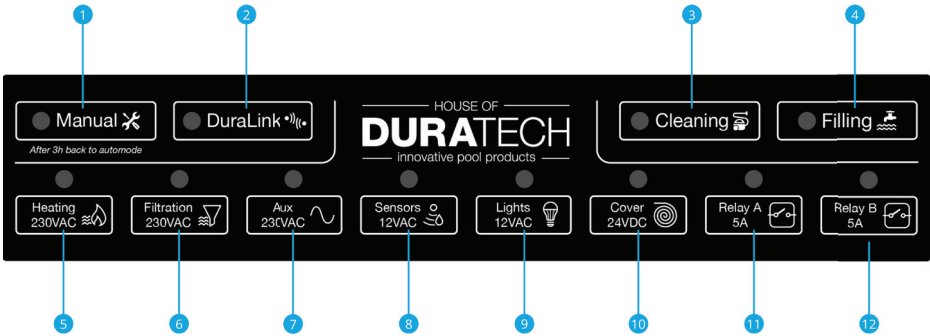 1
2
3
4
HOUSE OF
DURATECH
innovative pool products
Manual
After 3h back to automode
DuraLink
Cleaning
Filling
Heating
230VAC
Filtration
230VAC
Aux
230VAC
Sensors
12VAC
Lights
12VAC
Cover
24VDC
Relay A
5A
Relay B
5A
5
6
7
8
9
10
11
12